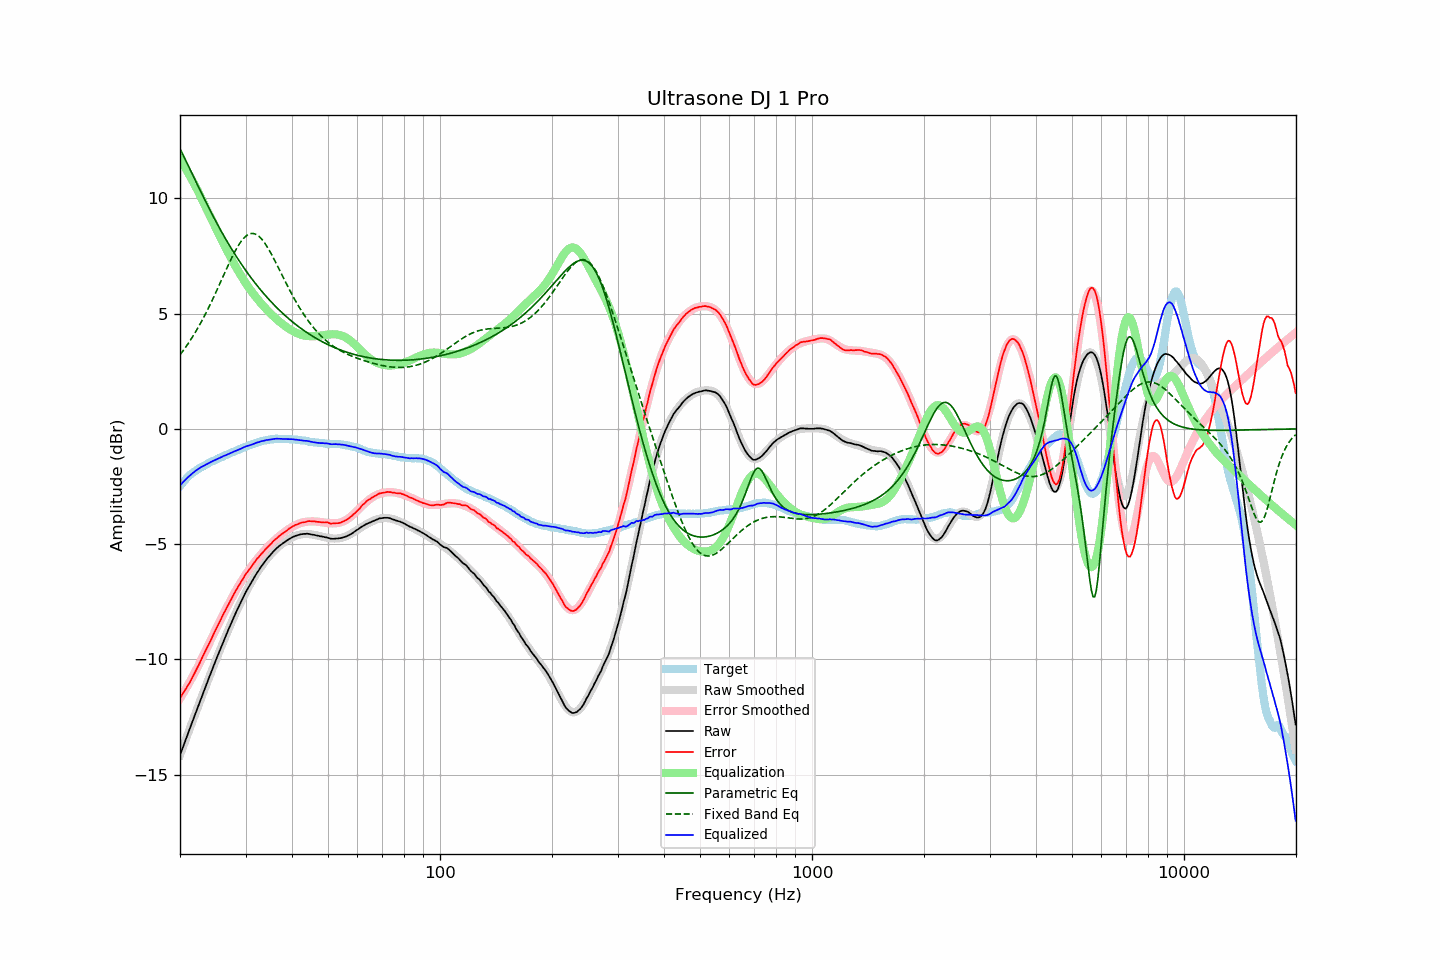 Ultrasone DJ 1 Pro
Amplitude (dBr)
10
5
0
−5
−10
−15
Target
Raw Smoothed
Error Smoothed
Raw
Error
Equalization
Parametric Eq
Fixed Band Eq
Equalized
100
1000
10000
Frequency (Hz)